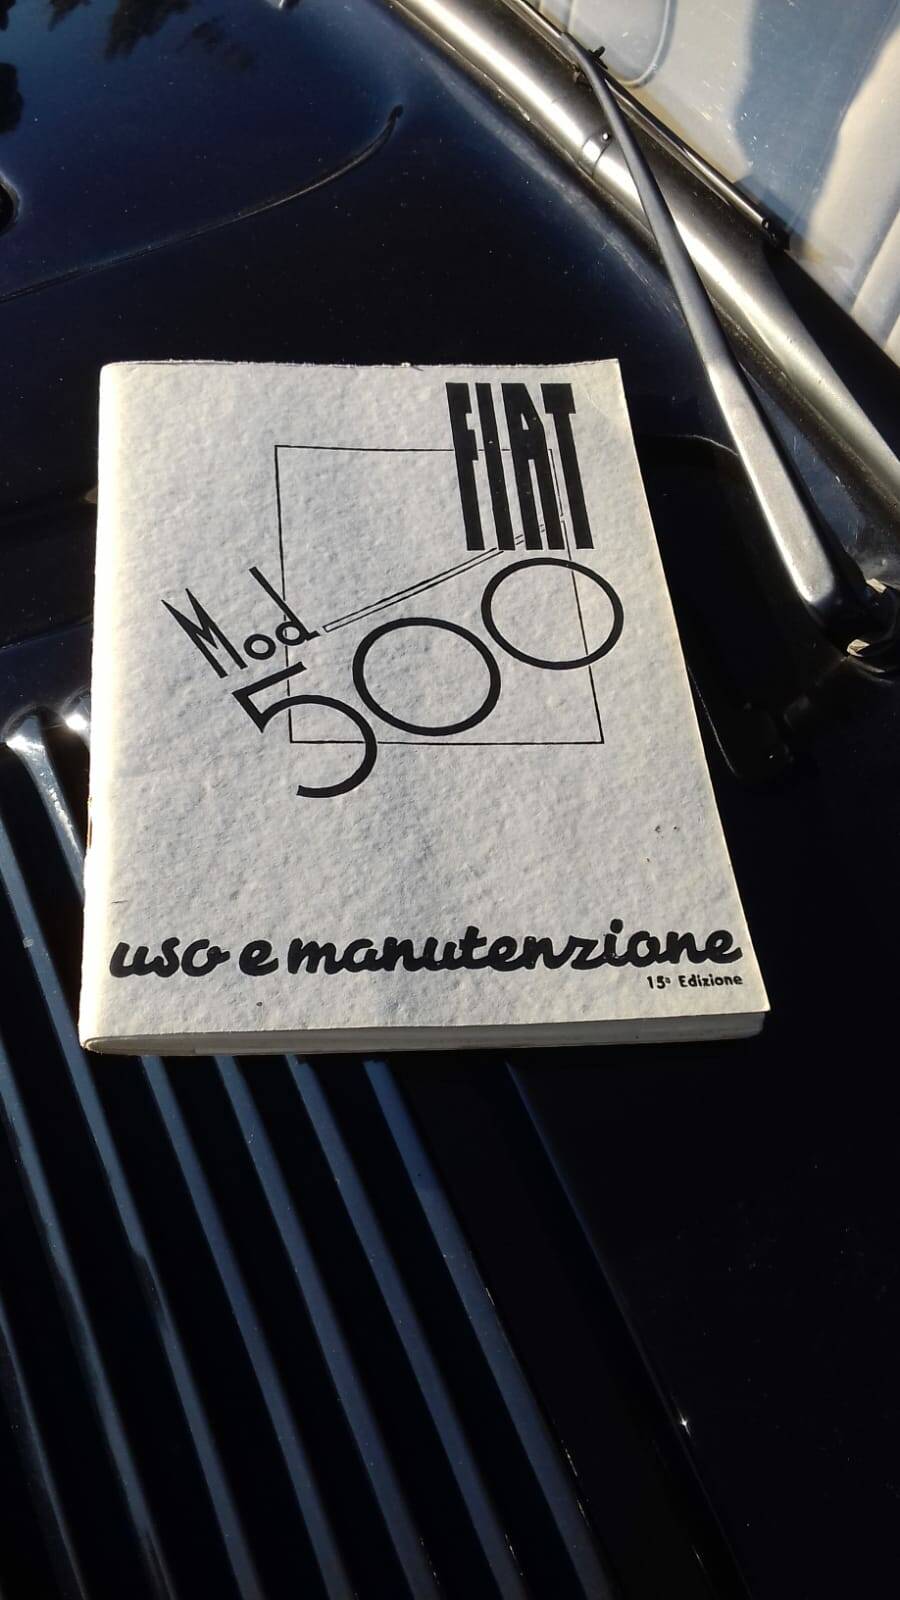 FIAT
Mod
500
uso e manutenzione
15ª Edizione